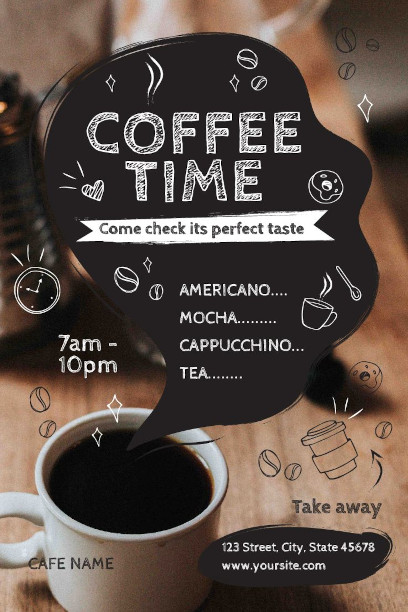 COFFEE
TIME
Come check its perfect taste
AMERICANO....
MOCHA.........
CAPPUCCHINO...
TEA........
7am -
10pm
Take away
CAFE NAME
123 Street, City, State 45678
www.yoursite.com